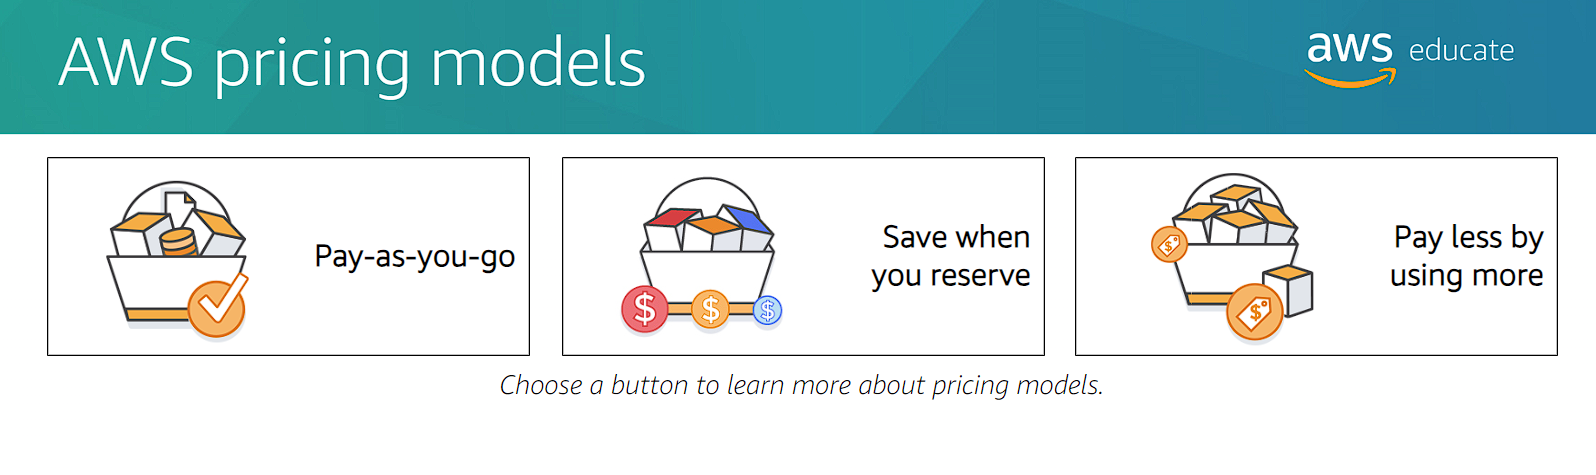 AWS pricing models
aws educate
Pay-as-you-go
Save when
you reserve
Pay less by
using more
$ $ $
$
$
Choose a button to learn more about pricing models.